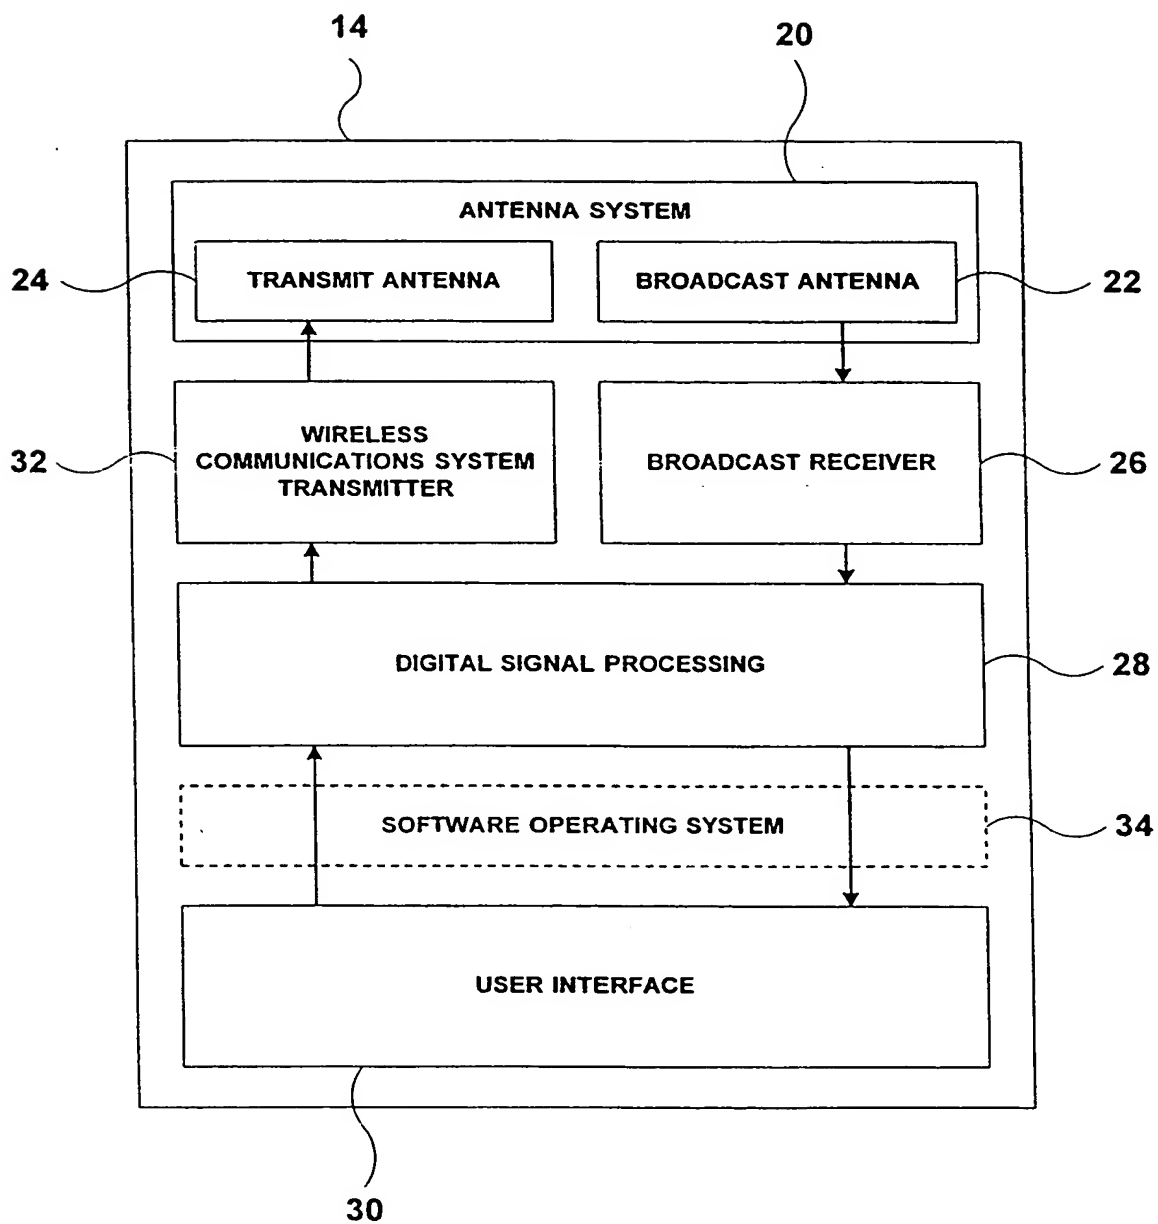 14
20
ANTENNA SYSTEM
24
TRANSMIT ANTENNA
BROADCAST ANTENNA
22
32
WIRELESS
COMMUNICATIONS SYSTEM
TRANSMITTER
BROADCAST RECEIVER
26
DIGITAL SIGNAL PROCESSING
28
SOFTWARE OPERATING SYSTEM
34
USER INTERFACE
30